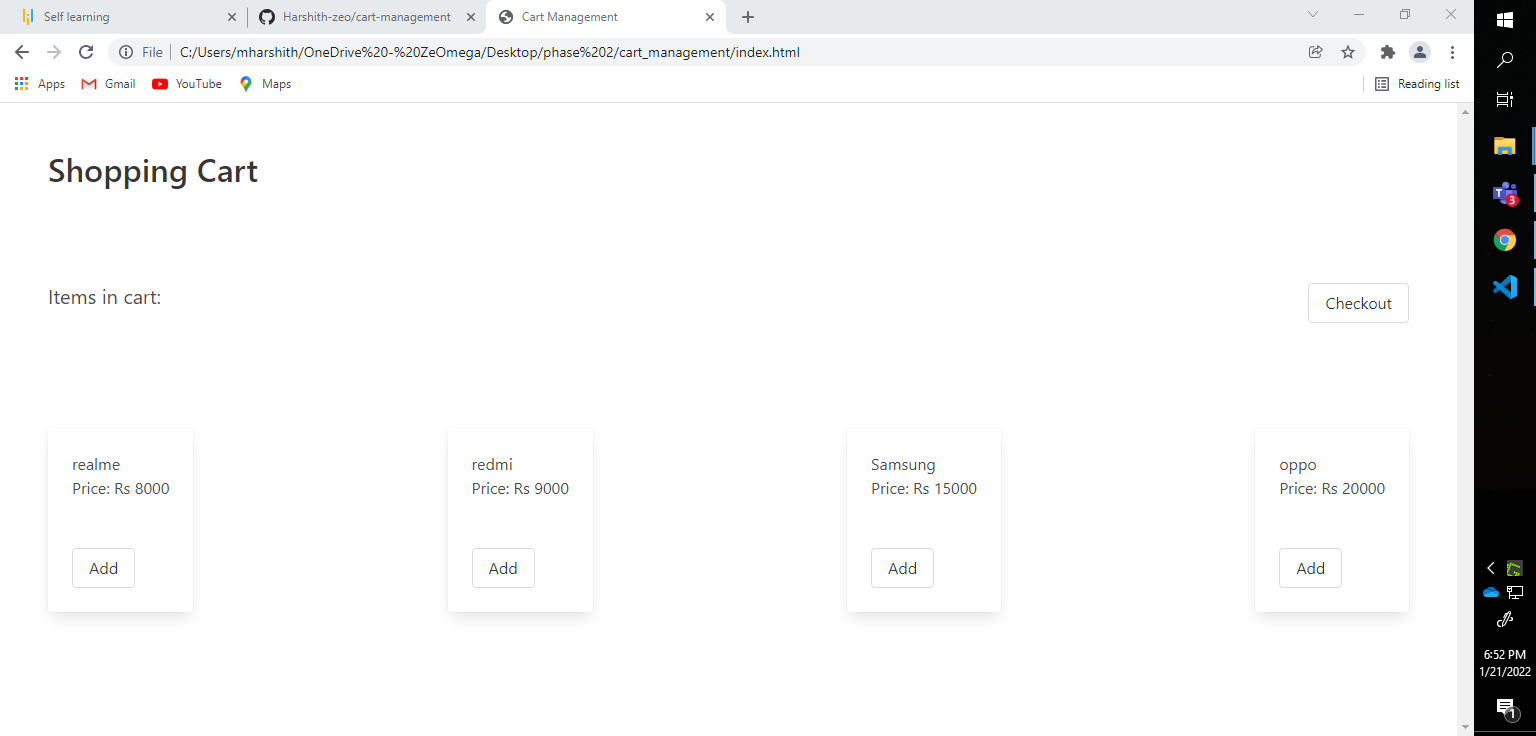 Self learning
Harshith-zeo/cart-management
Cart Management
File
C:/Users/mharshith/OneDrive%20-%20ZeOmega/Desktop/phase%202/cart_management/index.html
Apps
Gmail
YouTube
Maps
Reading list
Shopping Cart
Items in cart:
Checkout
realme
Price: Rs 8000
Add
redmi
Price: Rs 9000
Add
Samsung
Price: Rs 15000
Add
oppo
Price: Rs 20000
Add
T
3
6:52 PM
1/21/2022
1